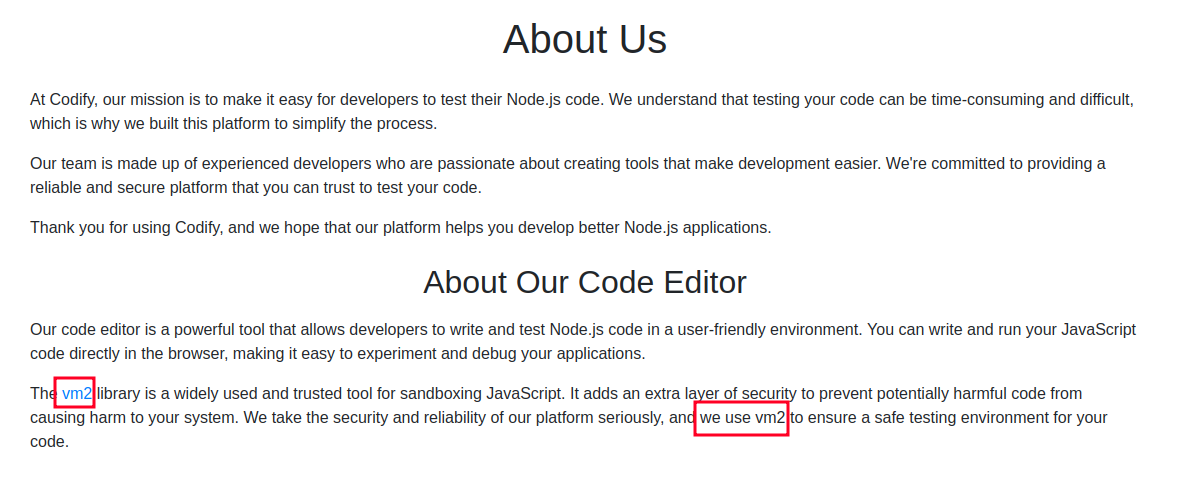 About Us
At Codify, our mission is to make it easy for developers to test their Node.js code. We understand that testing your code can be time-consuming and difficult,
which is why we built this platform to simplify the process.
Our team is made up of experienced developers who are passionate about creating tools that make development easier. We're committed to providing a
reliable and secure platform that you can trust to test your code.
Thank you for using Codify, and we hope that our platform helps you develop better Node.js applications.
About Our Code Editor
Our code editor is a powerful tool that allows developers to write and test Node.js code in a user-friendly environment. You can write and run your JavaScript
code directly in the browser, making it easy to experiment and debug your applications.
The vm2 library is a widely used and trusted tool for sandboxing JavaScript. It adds an extra layer of security to prevent potentially harmful code from
causing harm to your system. We take the security and reliability of our platform seriously, and we use vm2 to ensure a safe testing environment for your
code.